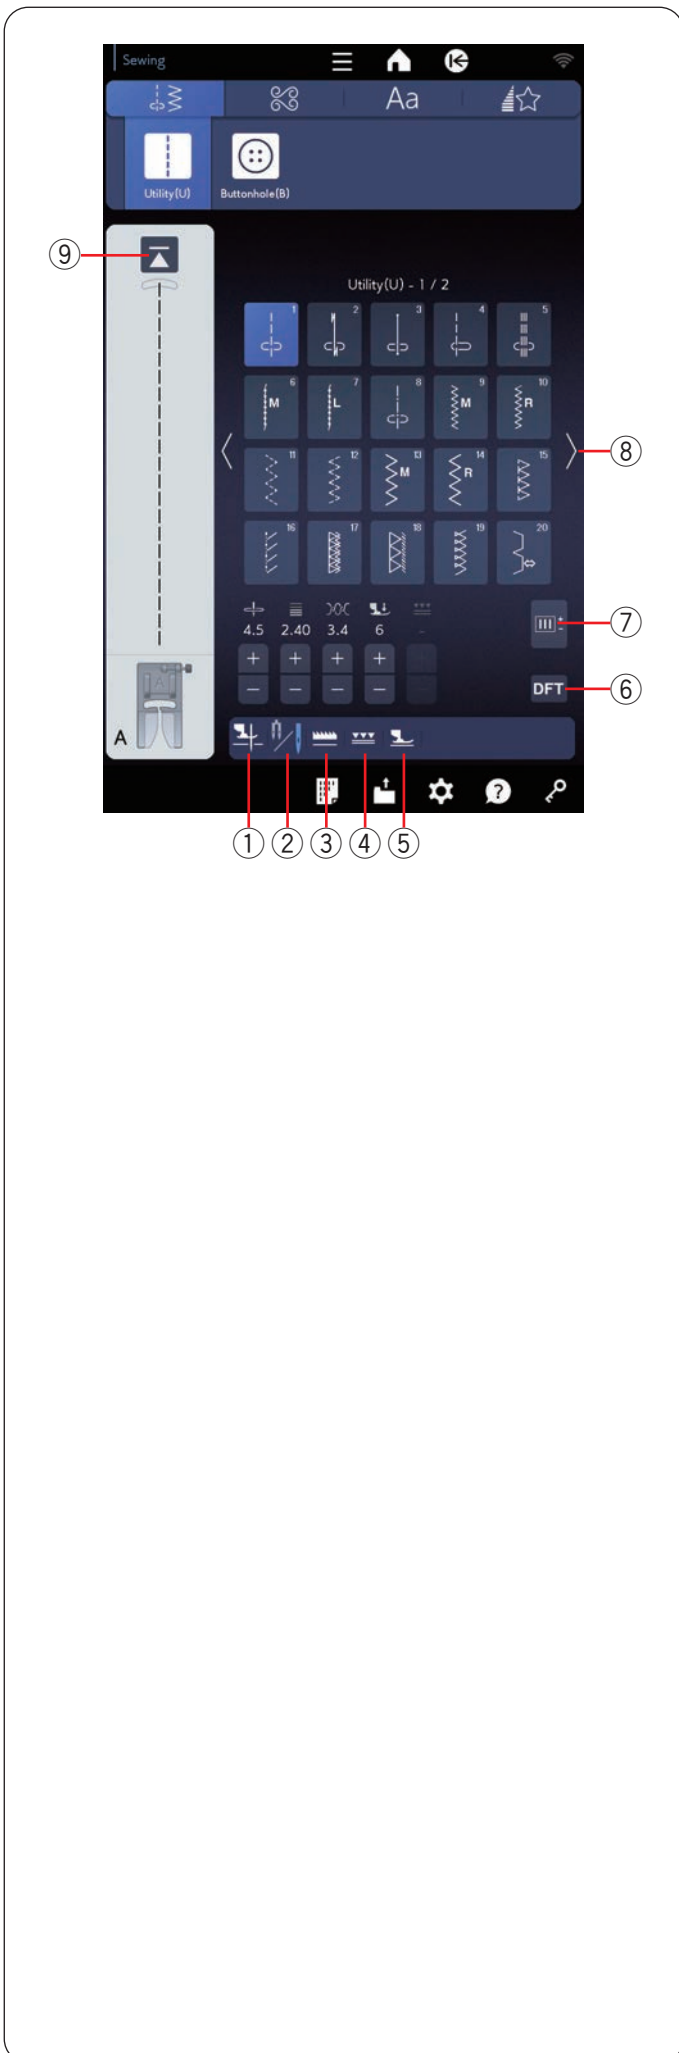 Sewing
Aa
Utility(U) Buttonhole(B)
⑨
Utility(U) - 1 / 2
1 2 3 4 5
6 M 7 L 8 9 M 10 R
⑧
11 12 13 M 14 R 15
16 17 18 19 20
⑦
4.5 2.40 3.4 6 -
+ + + +
⑥
− − − −
DFT
A
A
?
① ② ③ ④ ⑤